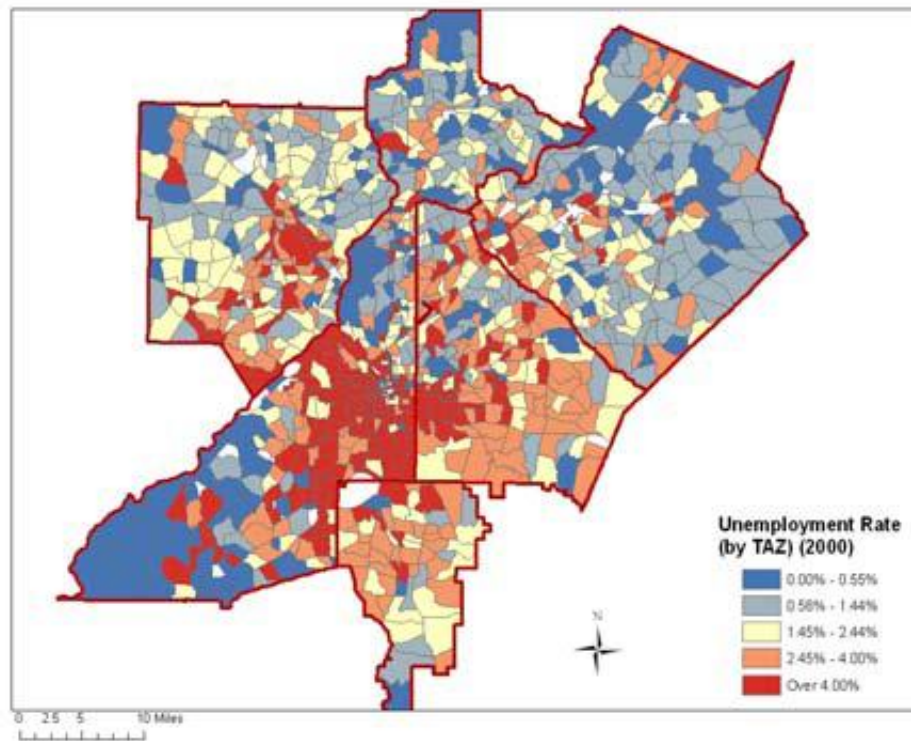 N
Unemployment Rate
(by TAZ) (2000)
0.00% - 0.55%
0.56% - 1.44%
1.45% - 2.44%
2.45% - 4.00%
Over 4.00%
0 2.5 5 10 Miles